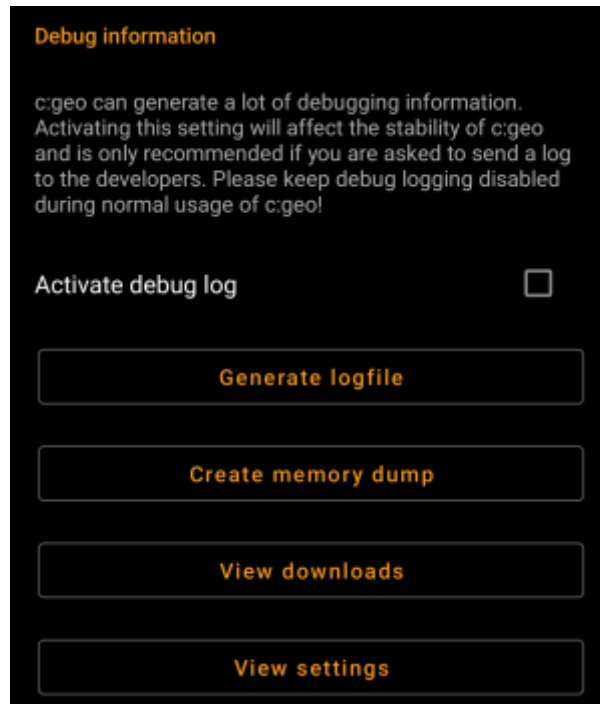 Debug information
c:geo can generate a lot of debugging information.
Activating this setting will affect the stability of c:geo
and is only recommended if you are asked to send a log
to the developers. Please keep debug logging disabled
during normal usage of c:geo!
Activate debug log
Generate logfile
Create memory dump
View downloads
View settings